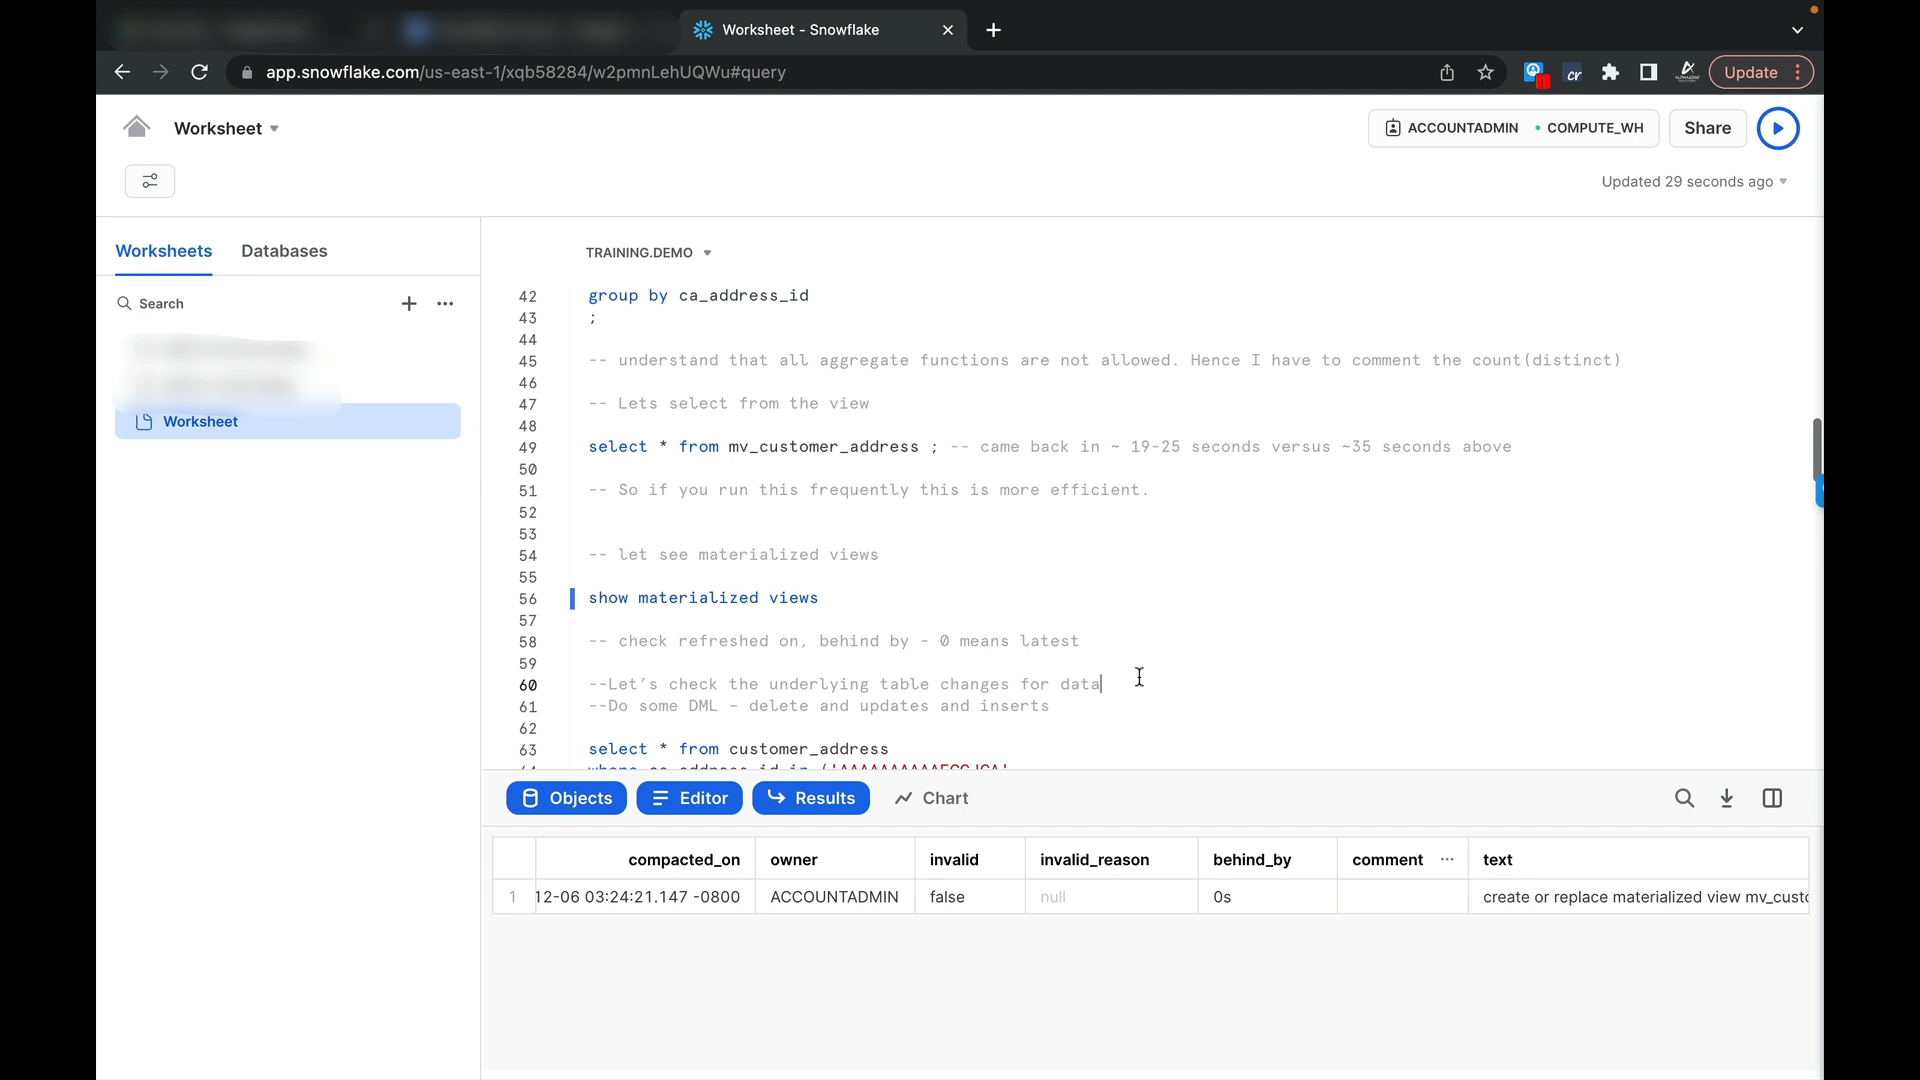 Worksheet - Snowflake
app.snowflake.com/us-east-1/xqb58284/w2pmnLehUQWu#query
cr
Update
Worksheet
ACCOUNTADMIN • COMPUTE_WH
Share
Updated 29 seconds ago
Worksheets Databases
Search
Worksheet
TRAINING.DEMO
42 group by ca_address_id
43 ;
44
45 -- understand that all aggregate functions are not allowed. Hence I have to comment the count(distinct)
46
47 -- Lets select from the view
48
49 select * from mv_customer_address ; -- came back in ~ 19-25 seconds versus ~35 seconds above
50
51 -- So if you run this frequently this is more efficient.
52
53
54 -- let see materialized views
55
56 show materialized views
57
58 -- check refreshed on, behind by - 0 means latest
59
60 --Let's check the underlying table changes for data
61 --Do some DML - delete and updates and inserts
62
63 select * from customer_address
Objects Editor Results Chart
compacted_on owner invalid invalid_reason behind_by comment ... text
1 12-06 03:24:21.147 -0800 ACCOUNTADMIN false null 0s create or replace materialized view mv_custo